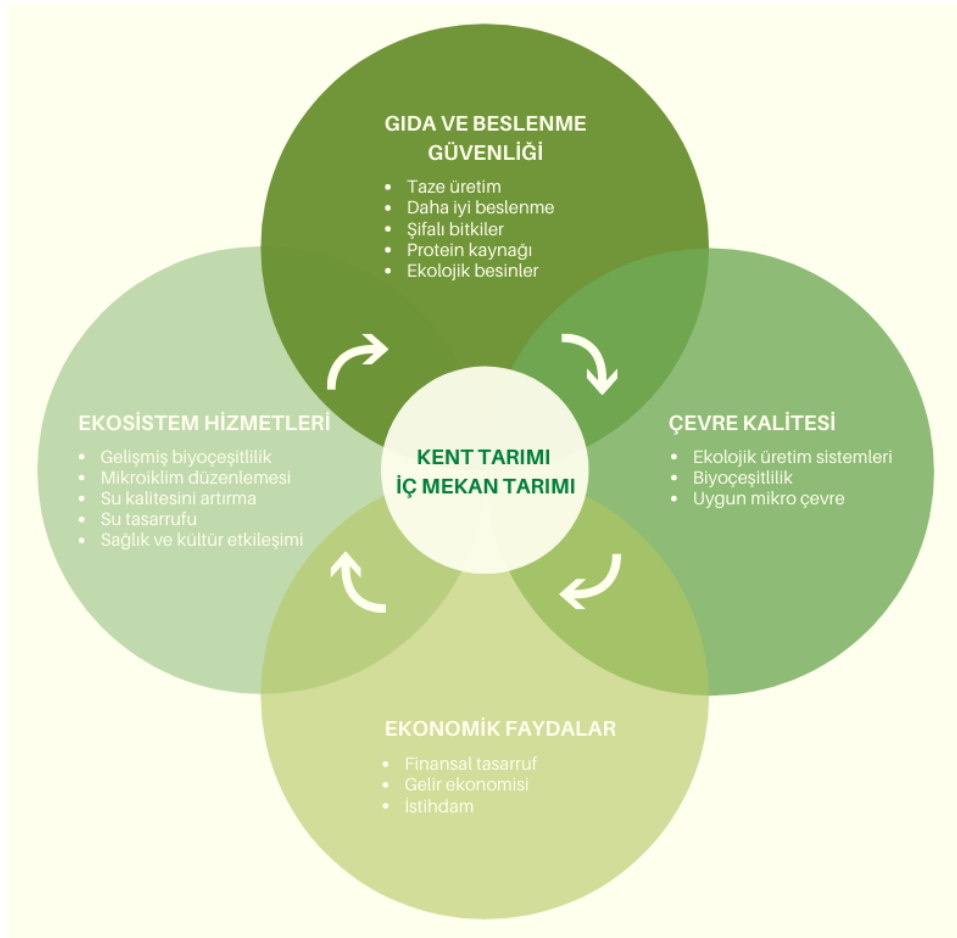 GIDA VE BESLENME
GÜVENLİĞİ
• Taze üretim
• Daha iyi beslenme
• Şifalı bitkiler
• Protein kaynağı
• Ekolojik besinler
EKOSİSTEM HİZMETLERİ
• Gelişmiş biyoçeşitlilik
• Mikroiklim düzenlemesi
• Su kalitesini artırma
• Su tasarrufu
• Sağlık ve kültür etkileşimi
KENT TARIMI
İÇ MEKAN TARIMI
ÇEVRE KALİTESİ
• Ekolojik üretim sistemleri
• Biyoçeşitlilik
• Uygun mikro çevre
EKONOMİK FAYDALAR
• Finansal tasarruf
• Gelir ekonomisi
• İstihdam